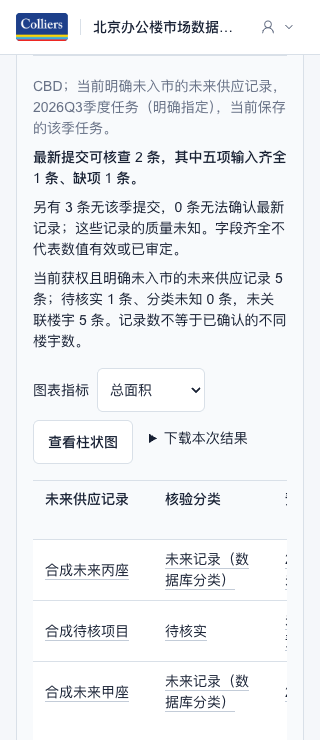 Colliers
北京办公楼市场数据…
CBD；当前明确未入市的未来供应记录，
2026Q3季度任务（明确指定），当前保存
的该季任务。
最新提交可核查 2 条，其中五项输入齐全
1 条、缺项 1 条。
另有 3 条无该季提交，0 条无法确认最新
记录；这些记录的质量未知。字段齐全不
代表数值有效或已审定。
当前获权且明确未入市的未来供应记录 5
条；待核实 1 条、分类未知 0 条，未关
联楼宇 5 条。记录数不等于已确认的不同
楼宇数。
图表指标 总面积
查看柱状图 ▶ 下载本次结果
未来供应记录 核验分类
合成未来丙座 未来记录（数
据库分类）
合成待核项目 待核实
合成未来甲座 未来记录（数
据库分类）